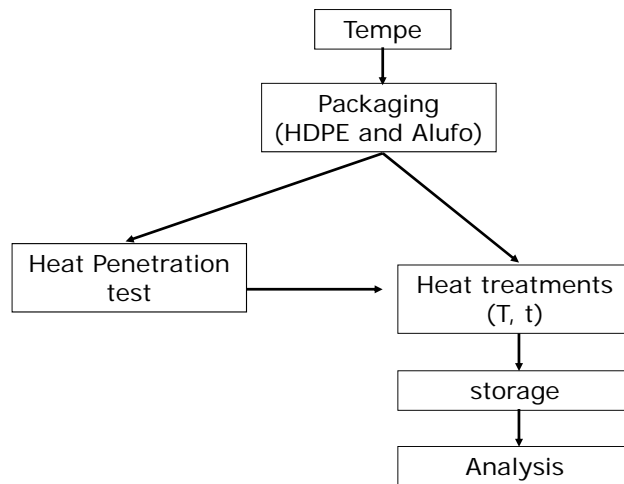 Tempe
Packaging
(HDPE and Alufo)
Heat Penetration
test
Heat treatments
(T, t)
storage
Analysis